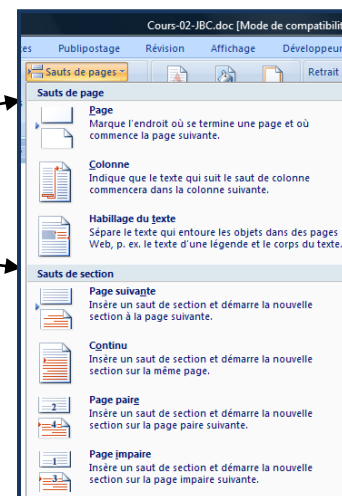 Cours-02-JBC.doc [Mode de compatibilit
es Publipostage Révision Affichage Développeur
Sauts de pages Retrait
Sauts de page
Page
Marque l'endroit où se termine une page et où
commence la page suivante.
Colonne
Indique que le texte qui suit le saut de colonne
commencera dans la colonne suivante.
Habillage du texte
Sépare le texte qui entoure les objets dans des pages
Web, p. ex. le texte d'une légende et le corps du texte.
Sauts de section
Page suivante
Insère un saut de section et démarre la nouvelle
section à la page suivante.
Continu
Insère un saut de section et démarre la nouvelle
section sur la même page.
Page paire
2
Insère un saut de section et démarre la nouvelle
4
section sur la page paire suivante.
Page impaire
1
Insère un saut de section et démarre la nouvelle
3
section sur la page impaire suivante.